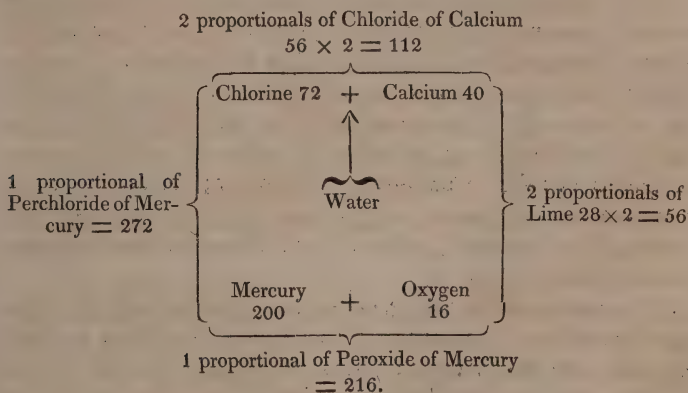 2 proportionals of Chloride of Calcium
56 × 2 = 112
Chlorine 72 + Calcium 40
1 proportional of
Perchloride of Mer-
cury = 272
Water
2 proportionals of
Lime 28 × 2 = 56
Mercury
200
+
Oxygen
16
1 proportional of Peroxide of Mercury
= 216.